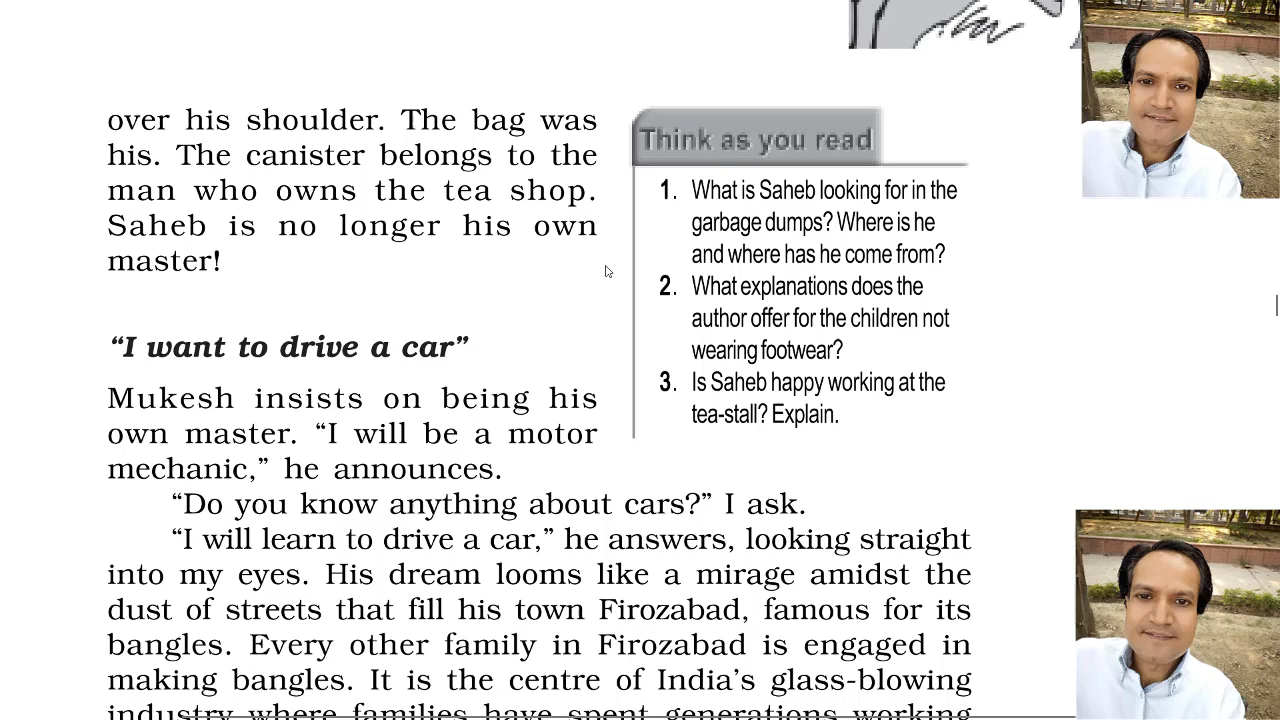 over his shoulder. The bag was
his. The canister belongs to the
man who owns the tea shop.
Saheb is no longer his own
master!
Think as you read
1. What is Saheb looking for in the
garbage dumps? Where is he
and where has he come from?
2. What explanations does the
author offer for the children not
wearing footwear?
3. Is Saheb happy working at the
tea-stall? Explain.
“I want to drive a car”
Mukesh insists on being his
own master. “I will be a motor
mechanic,” he announces.
“Do you know anything about cars?” I ask.
“I will learn to drive a car,” he answers, looking straight
into my eyes. His dream looms like a mirage amidst the
dust of streets that fill his town Firozabad, famous for its
bangles. Every other family in Firozabad is engaged in
making bangles. It is the centre of India’s glass-blowing
industry where families have spent generations working